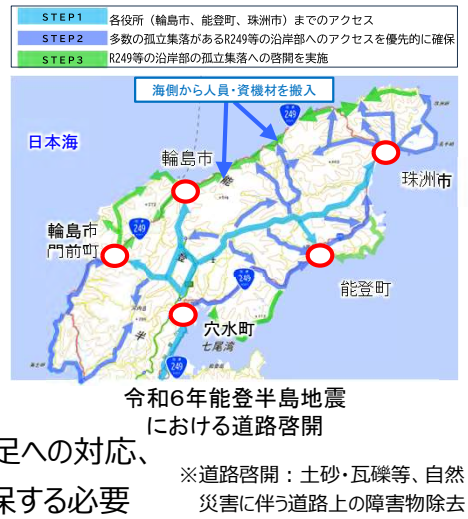 STEP1 各役所（輪島市、能登町、珠洲市）までのアクセス
STEP2 多数の孤立集落があるR249等の沿岸部へのアクセスを優先的に確保
STEP3 R249等の沿岸部の孤立集落への啓開を実施
海側から人員・資機材を搬入
249
日本海
輪島市
珠洲市
能
輪島市
門前町
249
249
能登町
穴水町
半
七尾湾
249
令和6年能登半島地震
における道路啓開
足への対応、
保する必要
※道路啓開：土砂・瓦礫等、自然
災害に伴う道路上の障害物除去